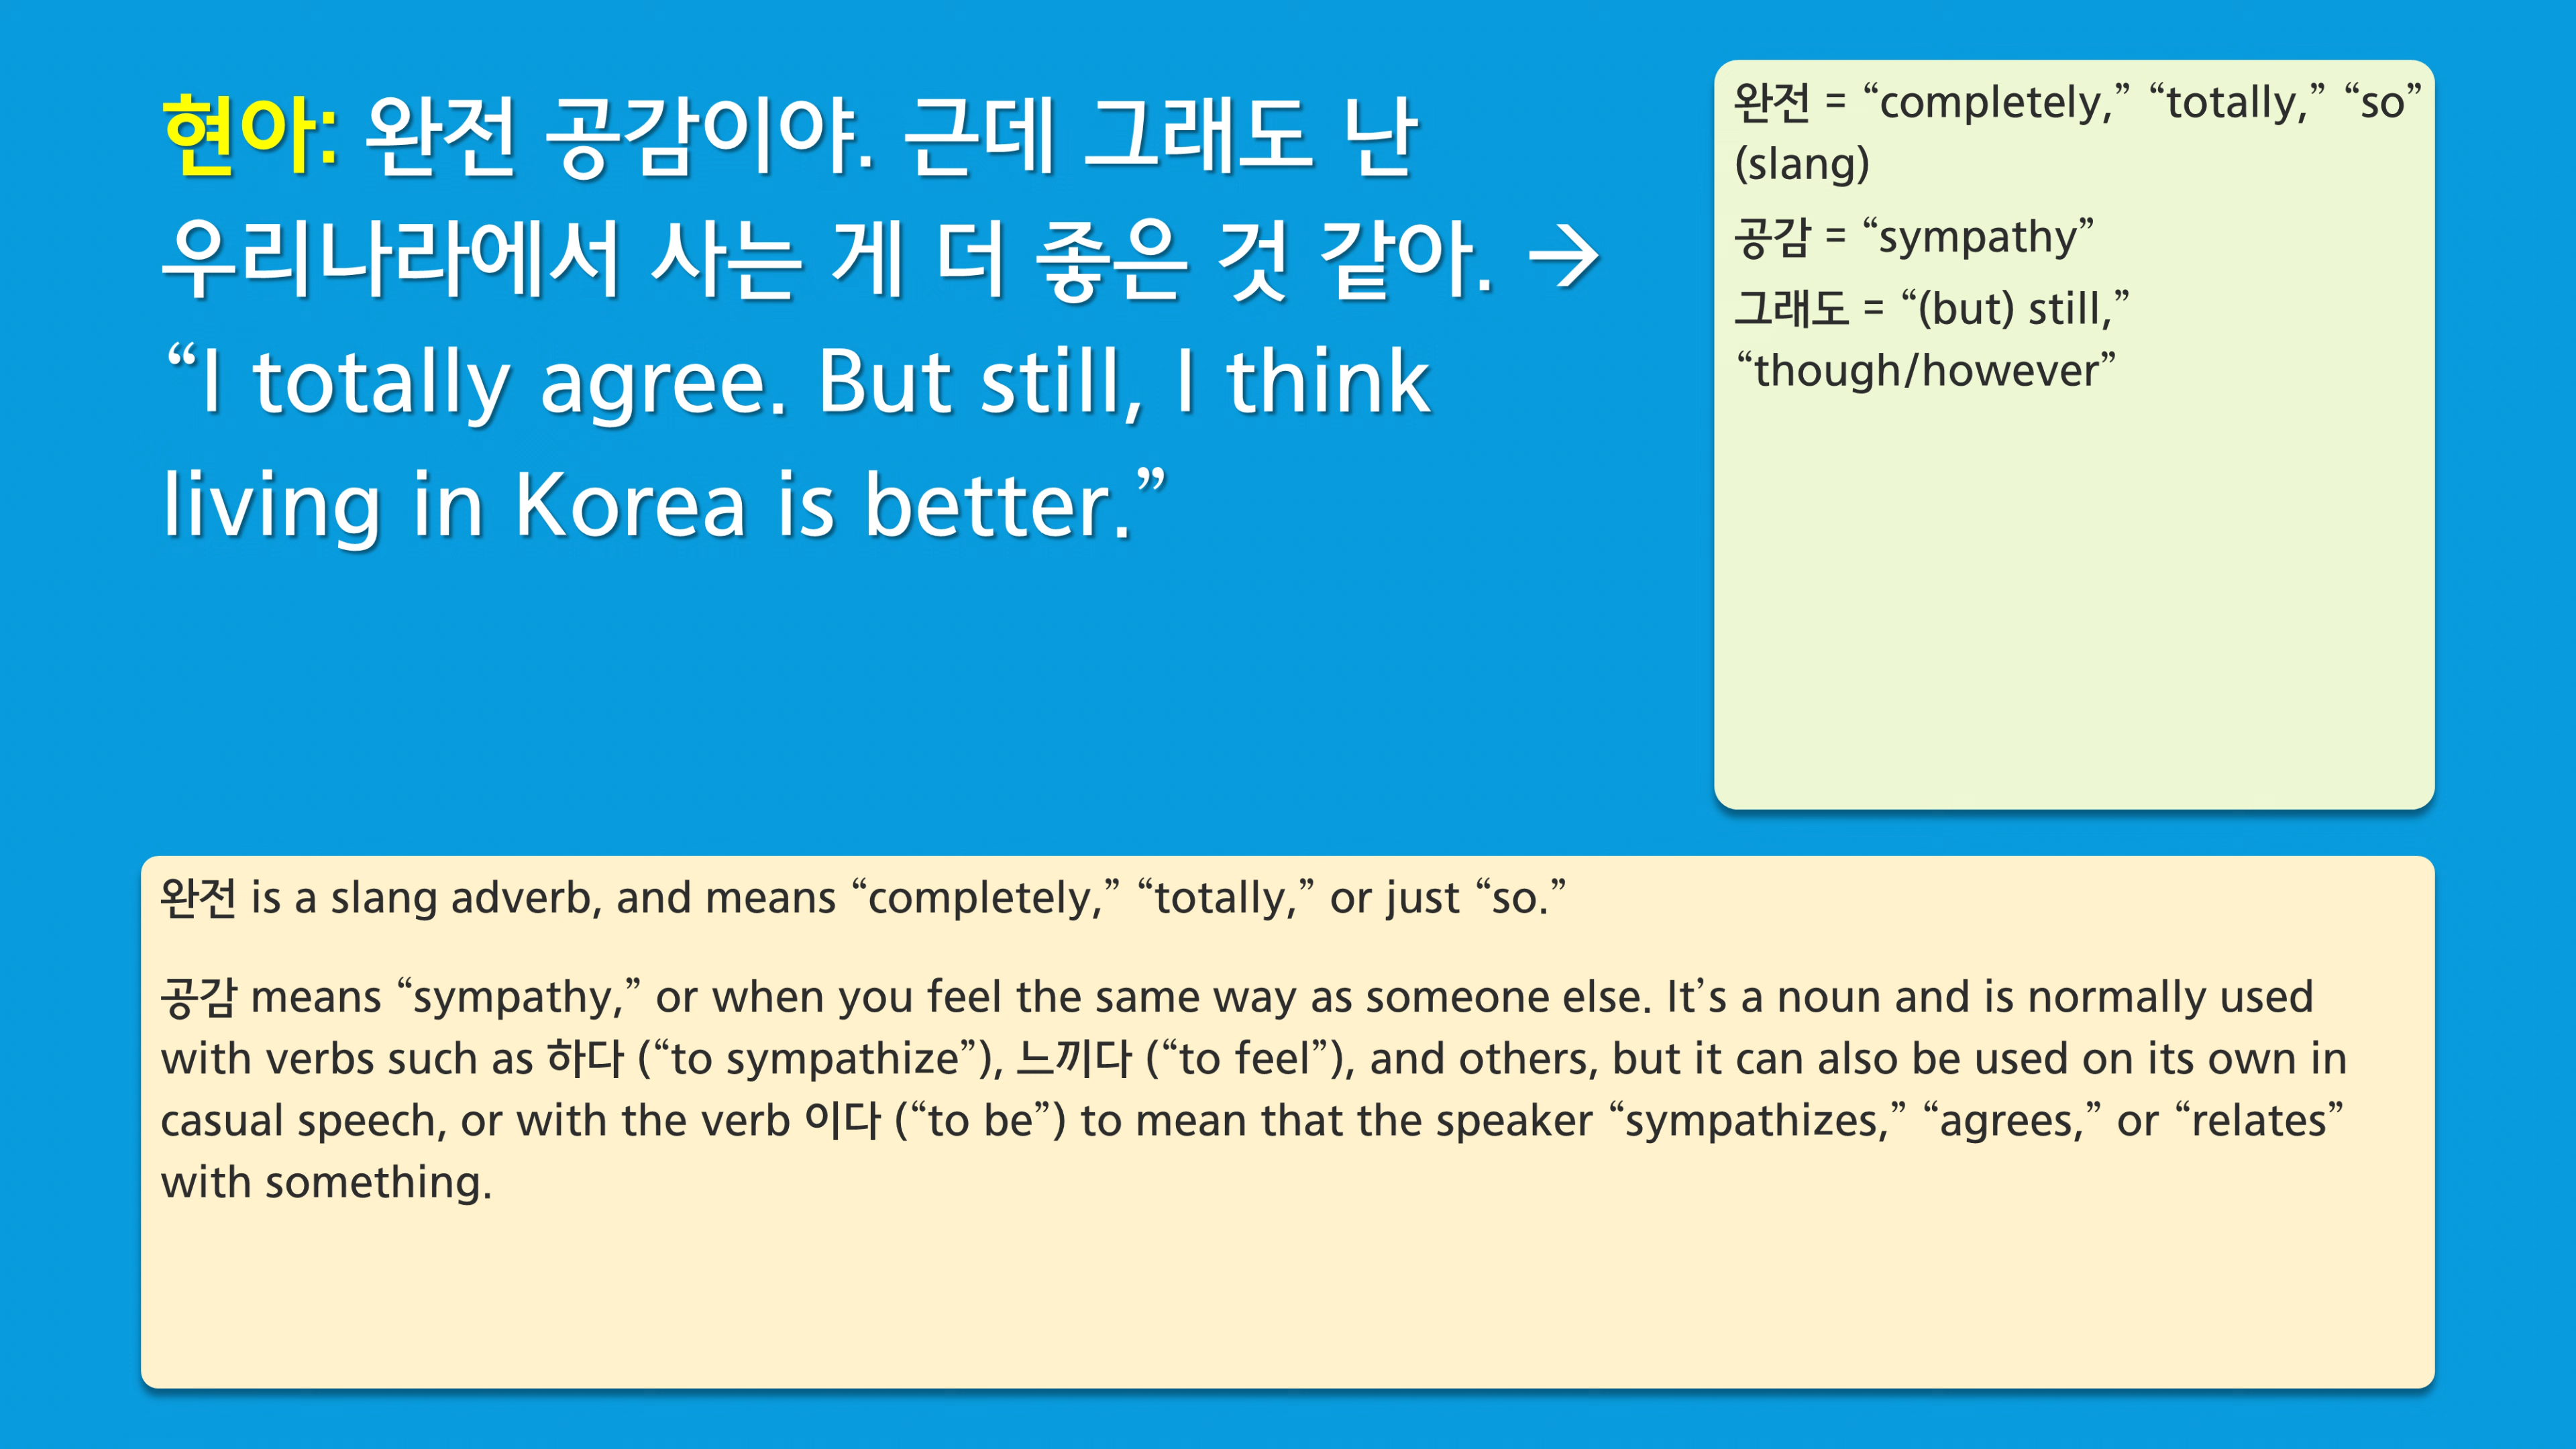 현아: 완전 공감이야. 근데 그래도 난
우리나라에서 사는 게 더 좋은 것 같아. →
“I totally agree. But still, I think
living in Korea is better.”
완전 = “completely,” “totally,” “so”
(slang)
공감 = “sympathy”
그래도 = “(but) still,”
“though/however”
완전 is a slang adverb, and means “completely,” “totally,” or just “so.”
공감 means “sympathy,” or when you feel the same way as someone else. It’s a noun and is normally used
with verbs such as 하다 (“to sympathize”), 느끼다 (“to feel”), and others, but it can also be used on its own in
casual speech, or with the verb 이다 (“to be”) to mean that the speaker “sympathizes,” “agrees,” or “relates”
with something.